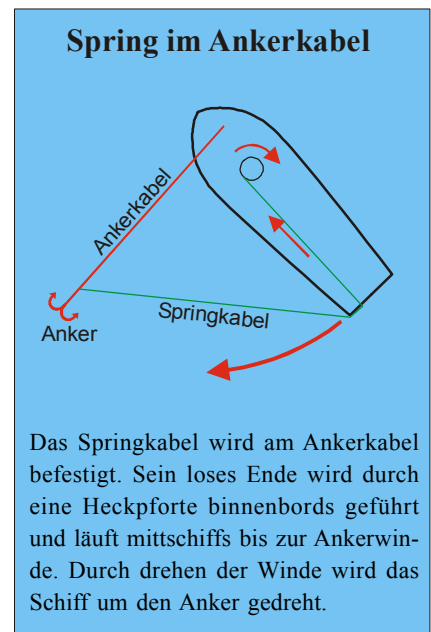 Spring im Ankerkabel
Ankerkabel
Springkabel
Anker
Das Springkabel wird am Ankerkabel
befestigt. Sein loses Ende wird durch
eine Heckpforte binnenbords geführt
und läuft mittschiffs bis zur Ankerwin-
de. Durch drehen der Winde wird das
Schiff um den Anker gedreht.